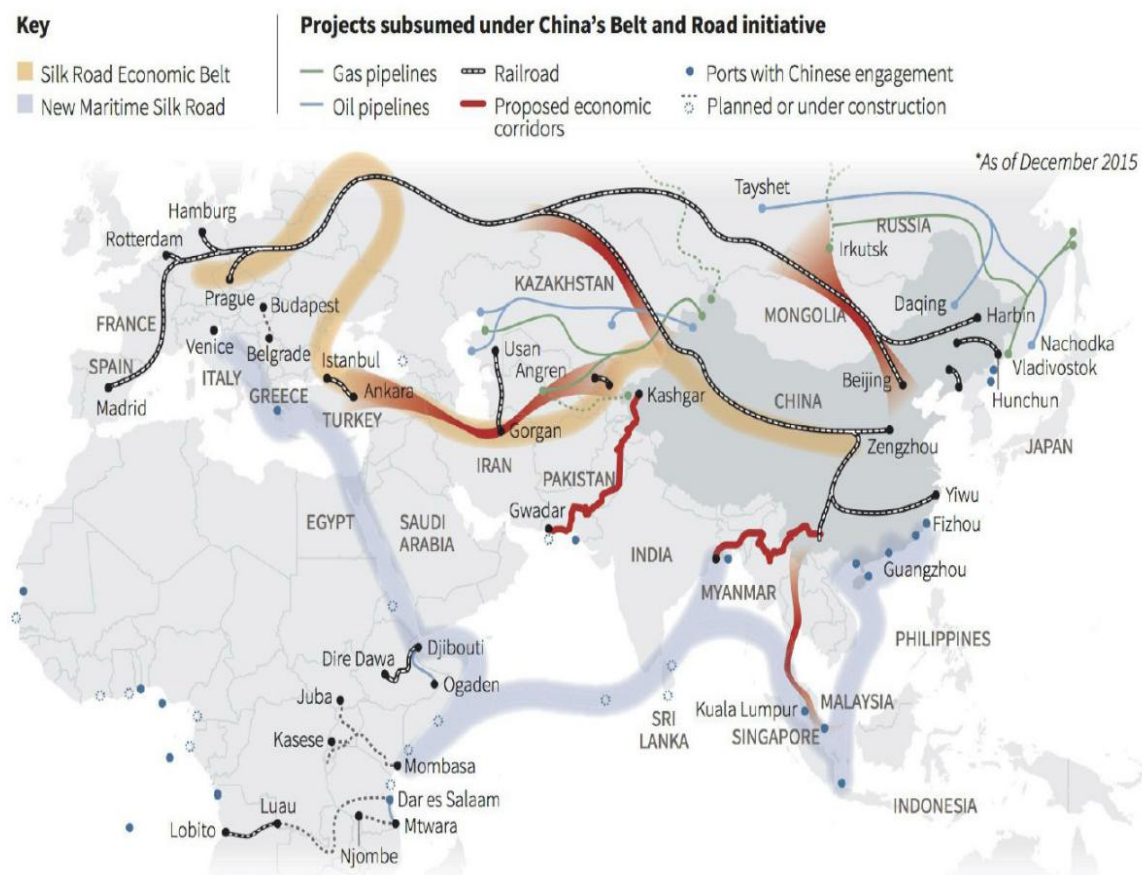 Key
Projects subsumed under China's Belt and Road initiative
Silk Road Economic Belt
New Maritime Silk Road
Gas pipelines
Oil pipelines
Railroad
Proposed economic
corridors
Ports with Chinese engagement
Planned or under construction
*As of December 2015
Tayshet
Hamburg
Rotterdam
RUSSIA
Irkutsk
KAZAKHSTAN
Prague
Budapest
MONGOLIA
Daqing
Harbin
FRANCE
Venice
Belgrade
Usan
Nachodka
SPAIN
ITALY
Istanbul
Angren
Vladivostok
GREECE
Ankara
Beijing
Kashgar
Madrid
TURKEY
CHINA
Hunchun
Gorgan
Zengzhou
JAPAN
IRAN
PAKISTAN
Gwadar
Yiwu
EGYPT
SAUDI
ARABIA
Fizhou
INDIA
Guangzhou
MYANMAR
PHILIPPINES
Djibouti
Dire Dawa
Ogaden
Juba
MALAYSIA
Kuala Lumpur
SRI
LANKA
SINGAPORE
Kasese
Mombasa
Dar es Salaam
INDONESIA
Luau
Lobito
Mtwara
Njombe